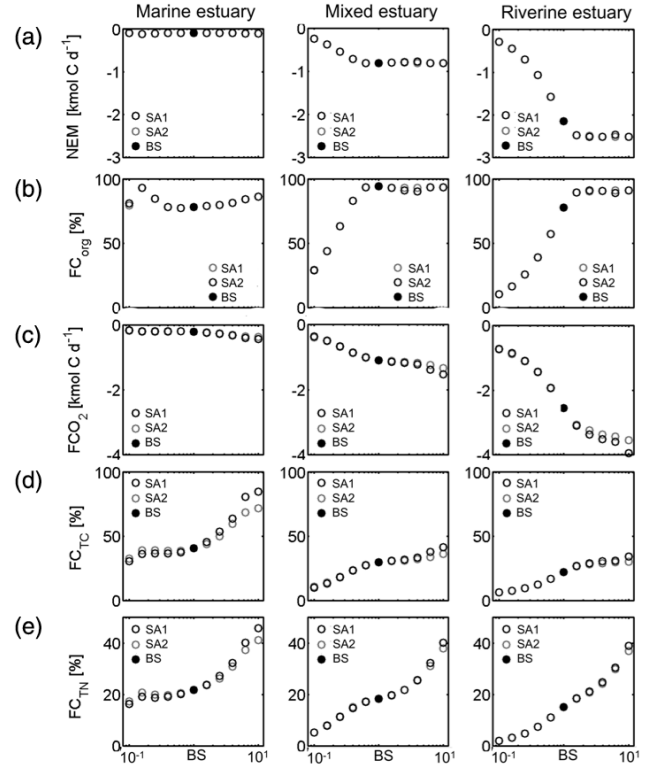 Marine estuary Mixed estuary Riverine estuary
(a)
NEM [kmol C d⁻¹]
0 0 0
-1 -1 -1
-2 -2 -2
-3 -3 -3
SA1 SA1 SA1
SA2 SA2 SA2
BS BS BS
(b)
FC_org [%]
100 100 100
50 50 50
0 0 0
SA1 SA1 SA1
SA2 SA2 SA2
BS BS BS
(c)
FCO₂ [kmol C d⁻¹]
0 0 0
-2 -2 -2
-4 -4 -4
SA1 SA1 SA1
SA2 SA2 SA2
BS BS BS
(d)
FC_TC [%]
100 100 100
50 50 50
0 0 0
SA1 SA1 SA1
SA2 SA2 SA2
BS BS BS
(e)
FC_TN [%]
40 40 40
20 20 20
0 0 0
SA1 SA1 SA1
SA2 SA2 SA2
BS BS BS
10⁻¹ BS 10¹ 10⁻¹ BS 10¹ 10⁻¹ BS 10¹